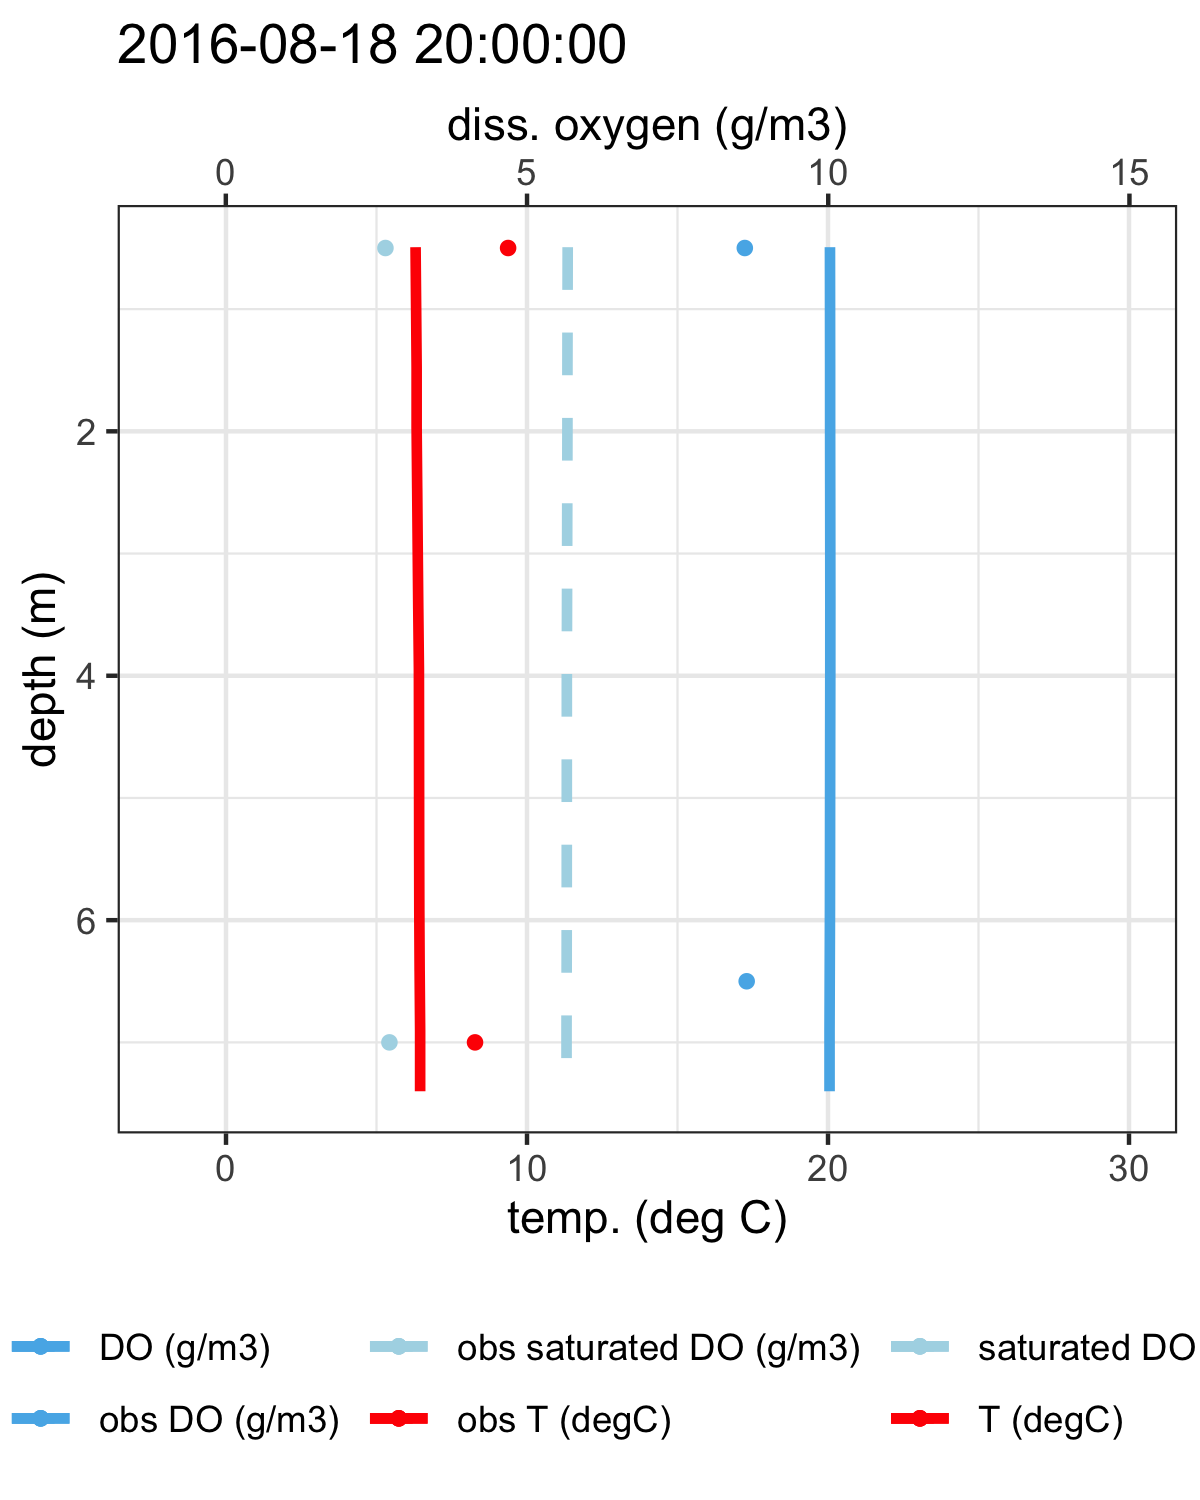 2016-08-18 20:00:00
diss. oxygen (g/m3)
0 5 10 15
2
4
6
depth (m)
0 10 20 30
temp. (deg C)
DO (g/m3) obs saturated DO (g/m3) saturated DO
obs DO (g/m3) obs T (degC) T (degC)